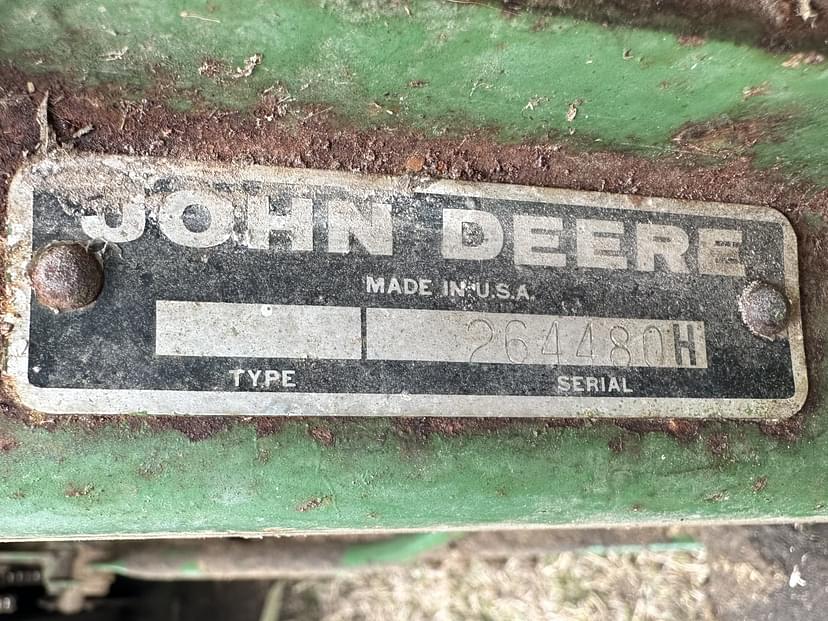 JOHN DEERE
MADE IN U.S.A.
264480H
TYPE SERIAL